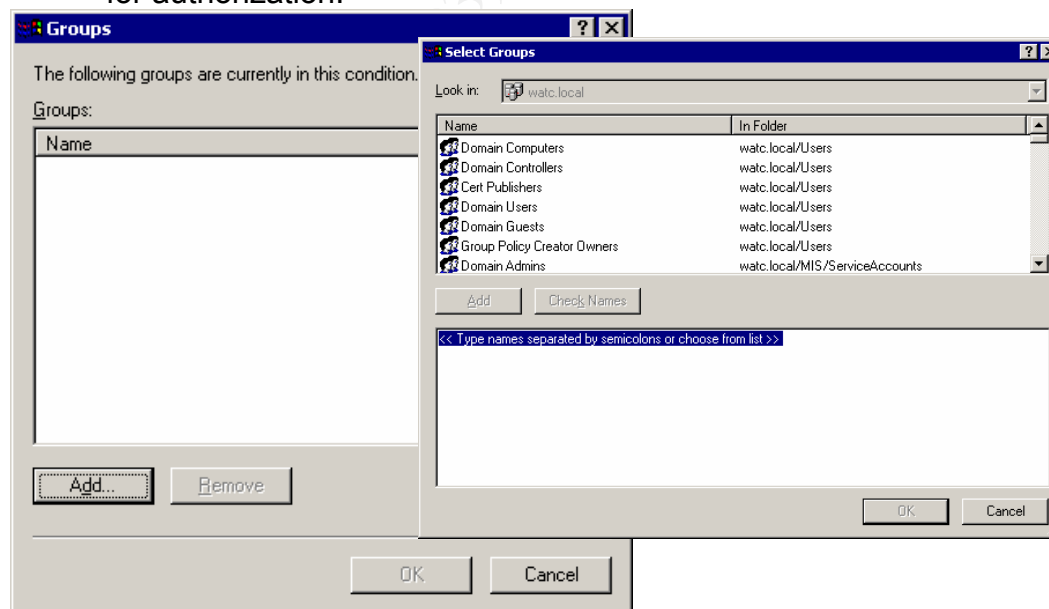 for authorization.
Groups
The following groups are currently in this condition.
Groups:
Name
Add...
Remove
OK
Cancel
Select Groups
Look in: watc.local
Name In Folder
Domain Computers watc.local/Users
Domain Controllers watc.local/Users
Cert Publishers watc.local/Users
Domain Users watc.local/Users
Domain Guests watc.local/Users
Group Policy Creator Owners watc.local/Users
Domain Admins watc.local/MIS/ServiceAccounts
Add Check Names
<< Type names separated by semicolons or choose from list >>
OK Cancel